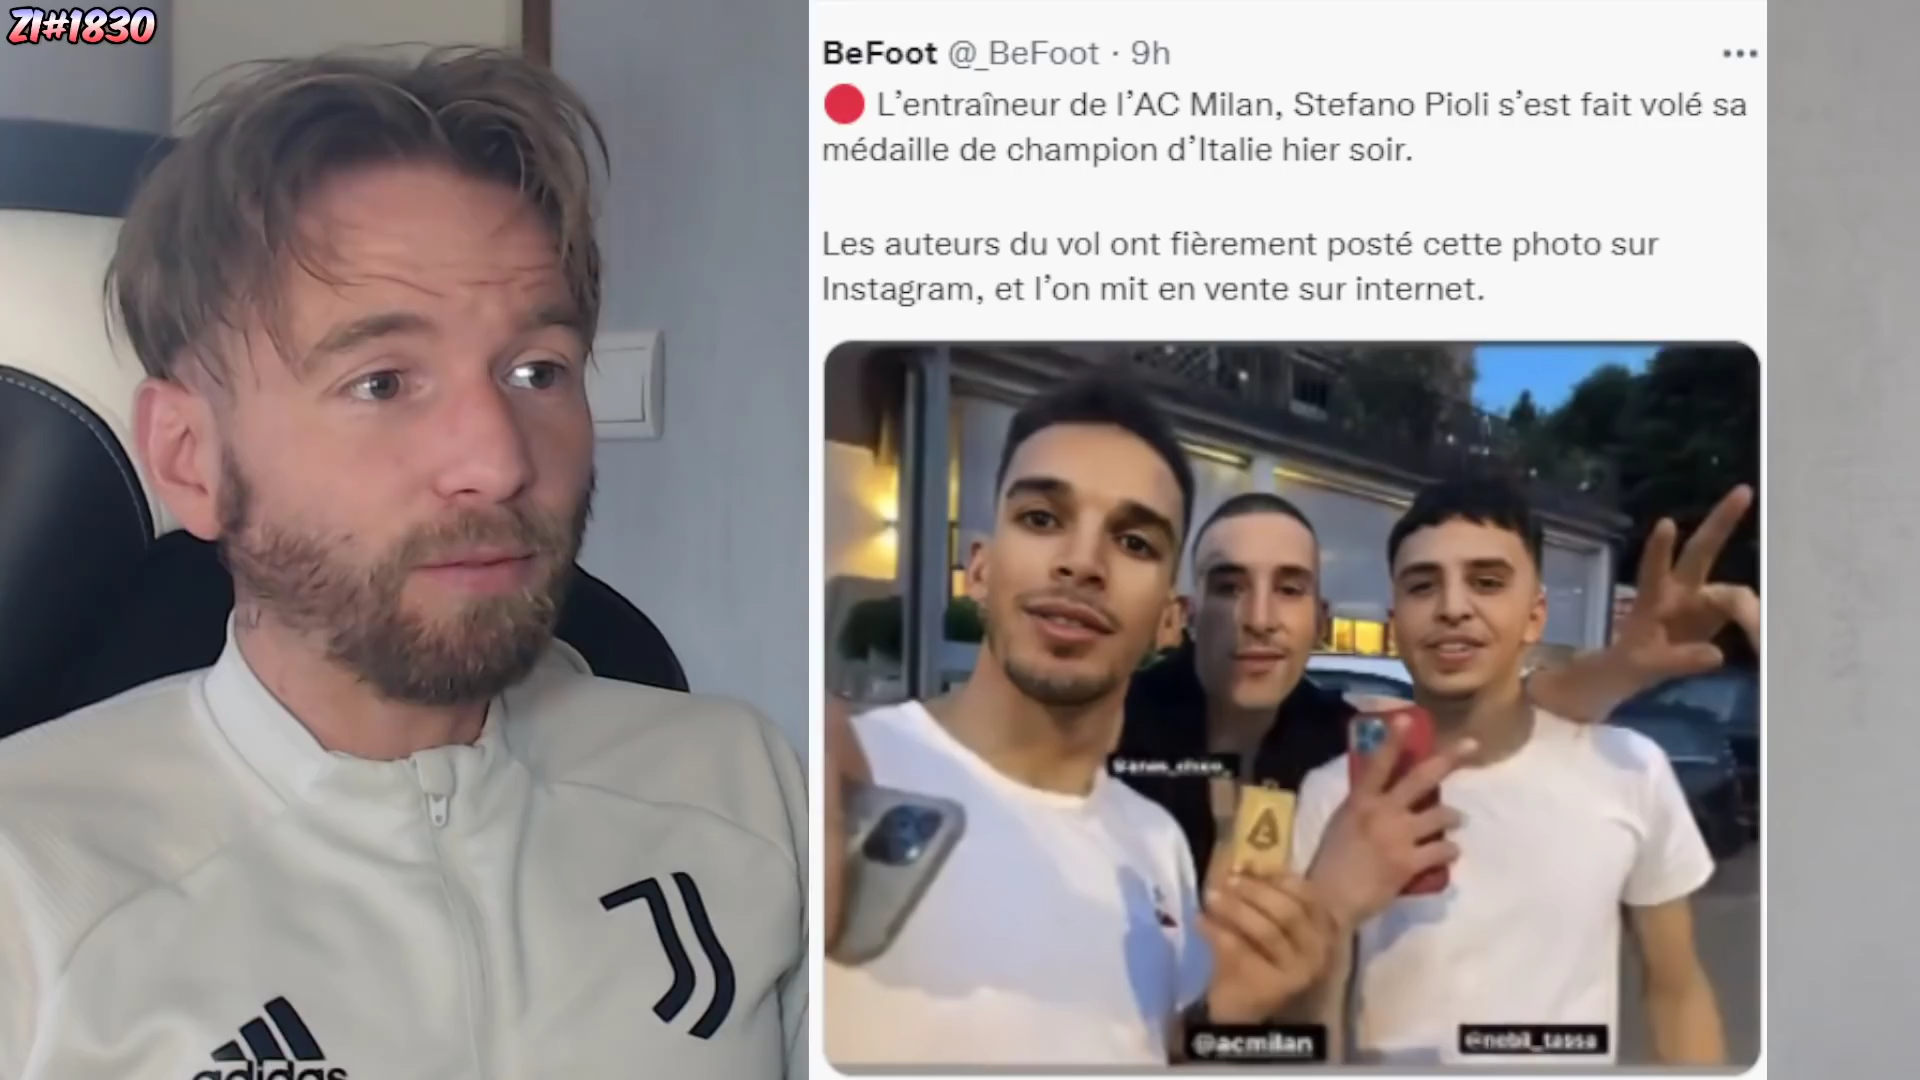 ZI#1830
BeFoot @_BeFoot · 9h
L’entraîneur de l’AC Milan, Stefano Pioli s’est fait volé sa
médaille de champion d’Italie hier soir.
Les auteurs du vol ont fièrement posté cette photo sur
Instagram, et l’on mit en vente sur internet.
@acmilan
@nobil_tassa
adidas